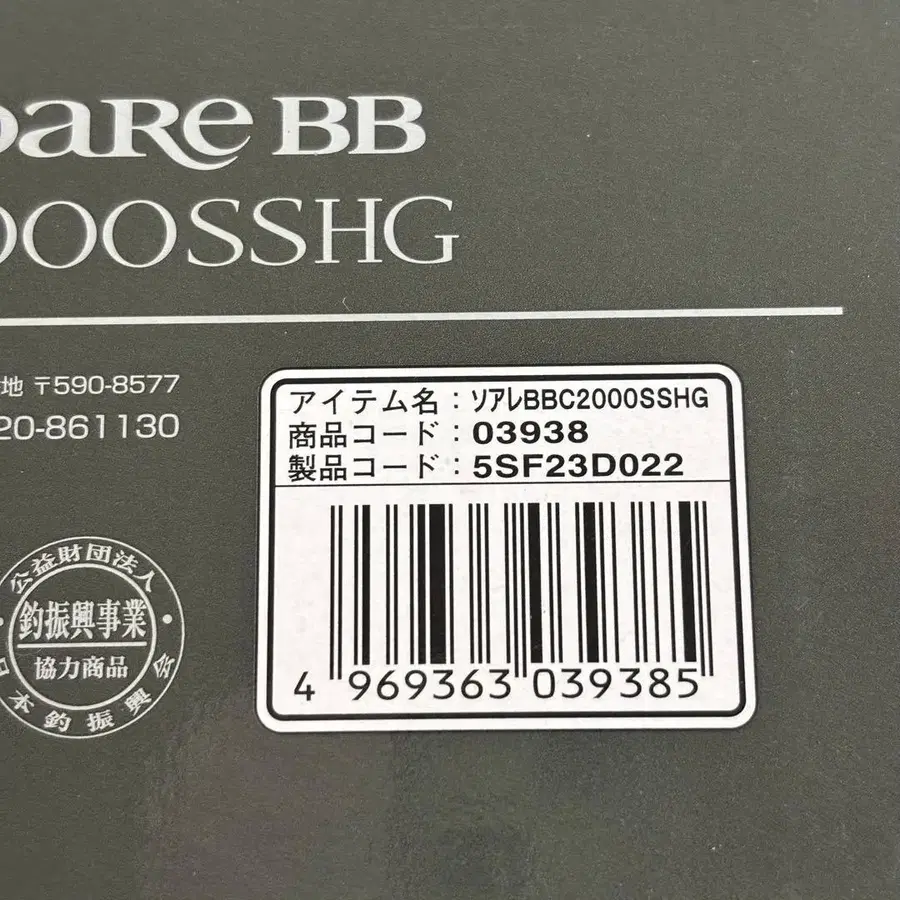 oare BB
000SSHG
地 〒590-8577
20-861130
アイテム名：ソアレBBC2000SSHG
商品コード：03938
製品コード：5SF23D022
4 969363 039385
公益財団法人
釣振興事業
協力商品
日本釣振興会